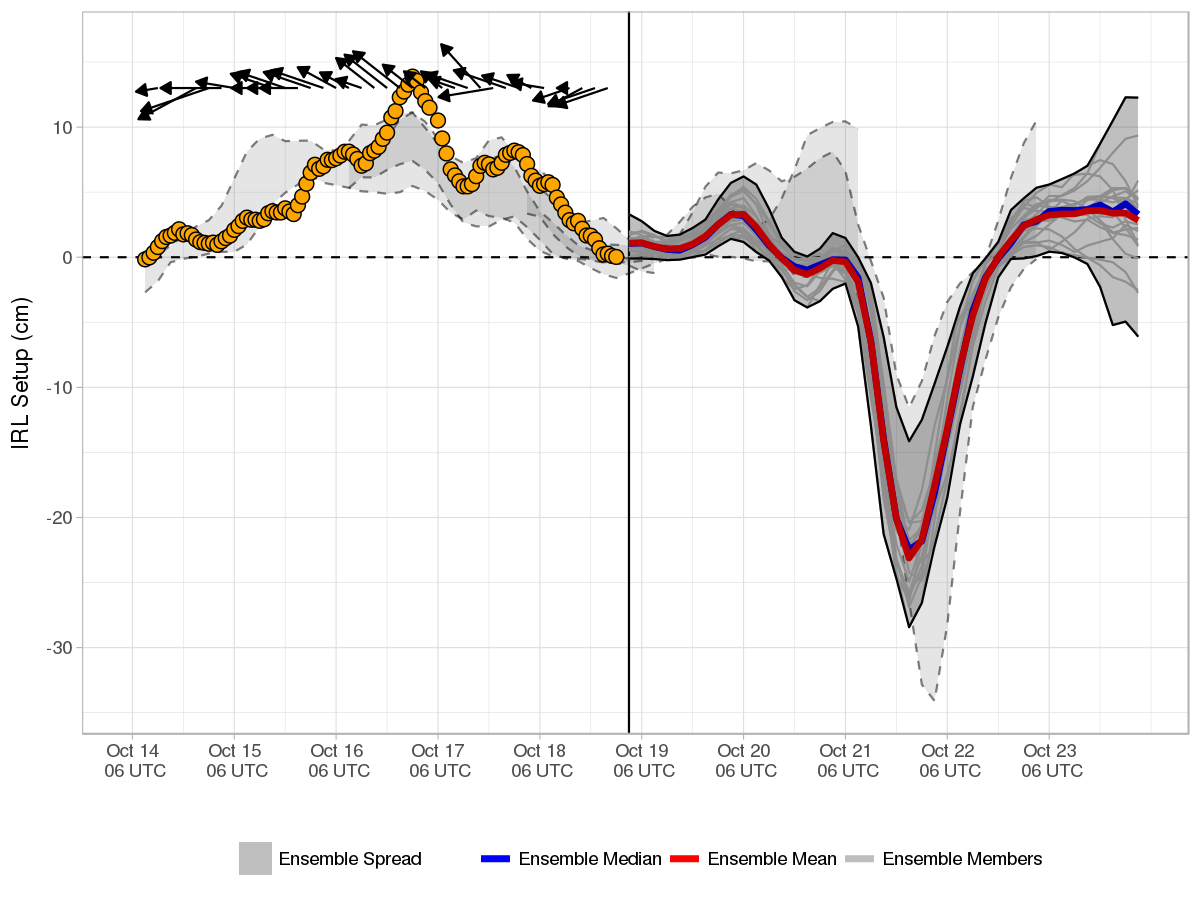 IRL Setup (cm)
10
0
-10
-20
-30
Oct 14 Oct 15 Oct 16 Oct 17 Oct 18 Oct 19 Oct 20 Oct 21 Oct 22 Oct 23
06 UTC 06 UTC 06 UTC 06 UTC 06 UTC 06 UTC 06 UTC 06 UTC 06 UTC 06 UTC
Ensemble Spread Ensemble Median Ensemble Mean Ensemble Members